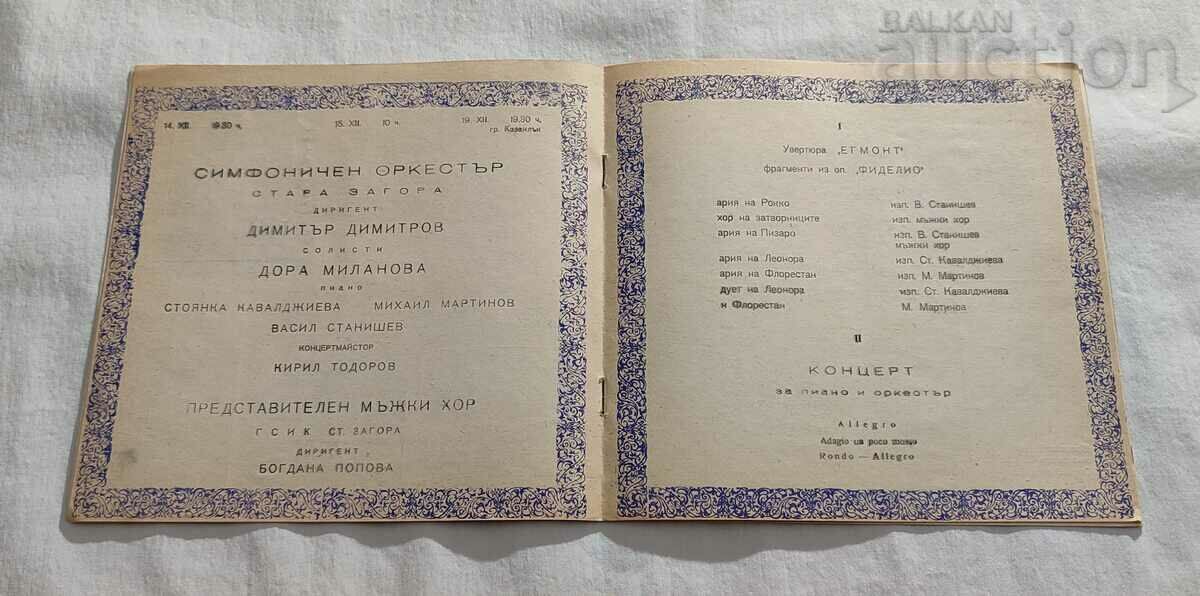 BALKAN
auction
14. XII. 19.30 ч. 15. XII. 10 ч. 19. XII. 19.30 ч.
гр. Казанлък
СИМФОНИЧЕН ОРКЕСТЪР
СТАРА ЗАГОРА
ДИРИГЕНТ
ДИМИТЪР ДИМИТРОВ
СОЛИСТИ
ДОРА МИЛАНОВА
ПИАНО
СТОЯНКА КАВАЛДЖИЕВА МИХАИЛ МАРТИНОВ
ВАСИЛ СТАНИШЕВ
КОНЦЕРТМАЙСТОР
КИРИЛ ТОДОРОВ
ПРЕДСТАВИТЕЛЕН МЪЖКИ ХОР
ГСИК СТ. ЗАГОРА
ДИРИГЕНТ
БОГДАНА ПОПОВА
I
Увертюра „ЕГМОНТ“
фрагменти из оп. „ФИДЕЛИО“
ария на Рокко изп. В. Станишев
хор на затворниците изп. мъжки хор
ария на Пизаро изп. В. Станишев
мъжки хор
ария на Леонора изп. Ст. Кавалджиева
ария на Флорестан изп. М. Мартинов
дует на Леонора изп. Ст. Кавалджиева
и Флорестан М. Мартинов
II
КОНЦЕРТ
за пиано и оркестър
Allegro
Adagio un poco mosso
Rondo — Allegro